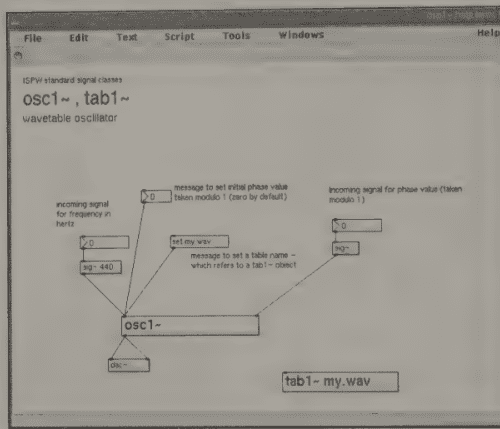 File Edit Text Script Tools Windows Help
ISPW standard signal classes
osc1~ , tab1~
wavetable oscillator
message to set initial phase value
taken modulo 1 (zero by default)
0
incoming signal for phase value (taken
modulo 1)
incoming signal
for frequency in
hertz
0
0
set my.wav
sig~
message to set a table name –
which refers to a tab1~ object
sig~ 440
osc1~
dac~
tab1~ my.wav